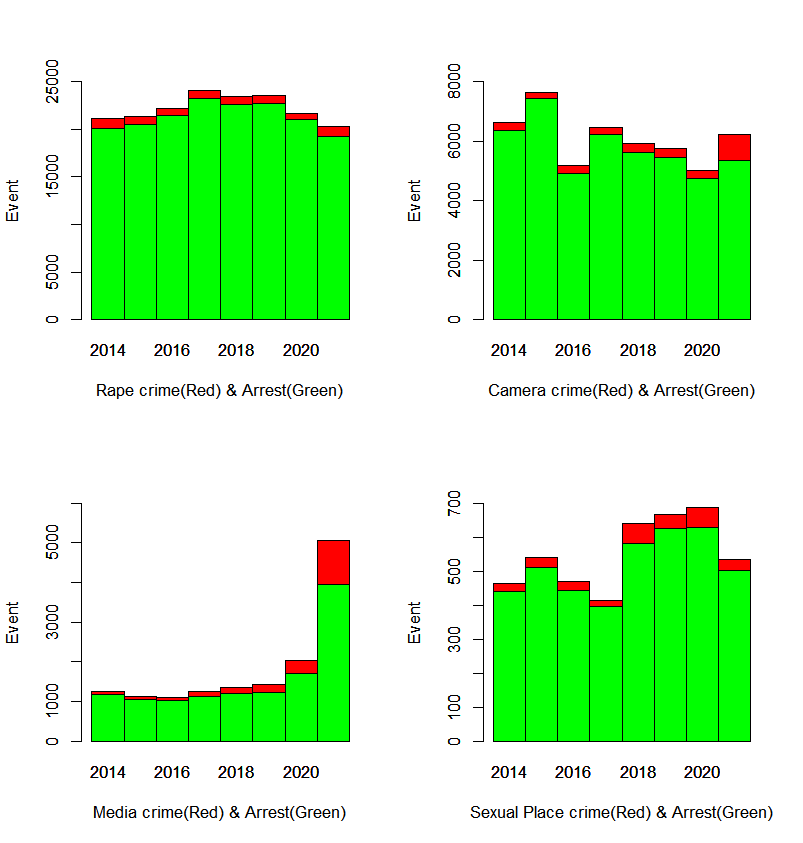 25000
15000
5000
0
Event
2014 2016 2018 2020
Rape crime(Red) & Arrest(Green)
8000
6000
4000
2000
0
Event
2014 2016 2018 2020
Camera crime(Red) & Arrest(Green)
5000
3000
1000
0
Event
2014 2016 2018 2020
Media crime(Red) & Arrest(Green)
700
500
300
100
0
Event
2014 2016 2018 2020
Sexual Place crime(Red) & Arrest(Green)